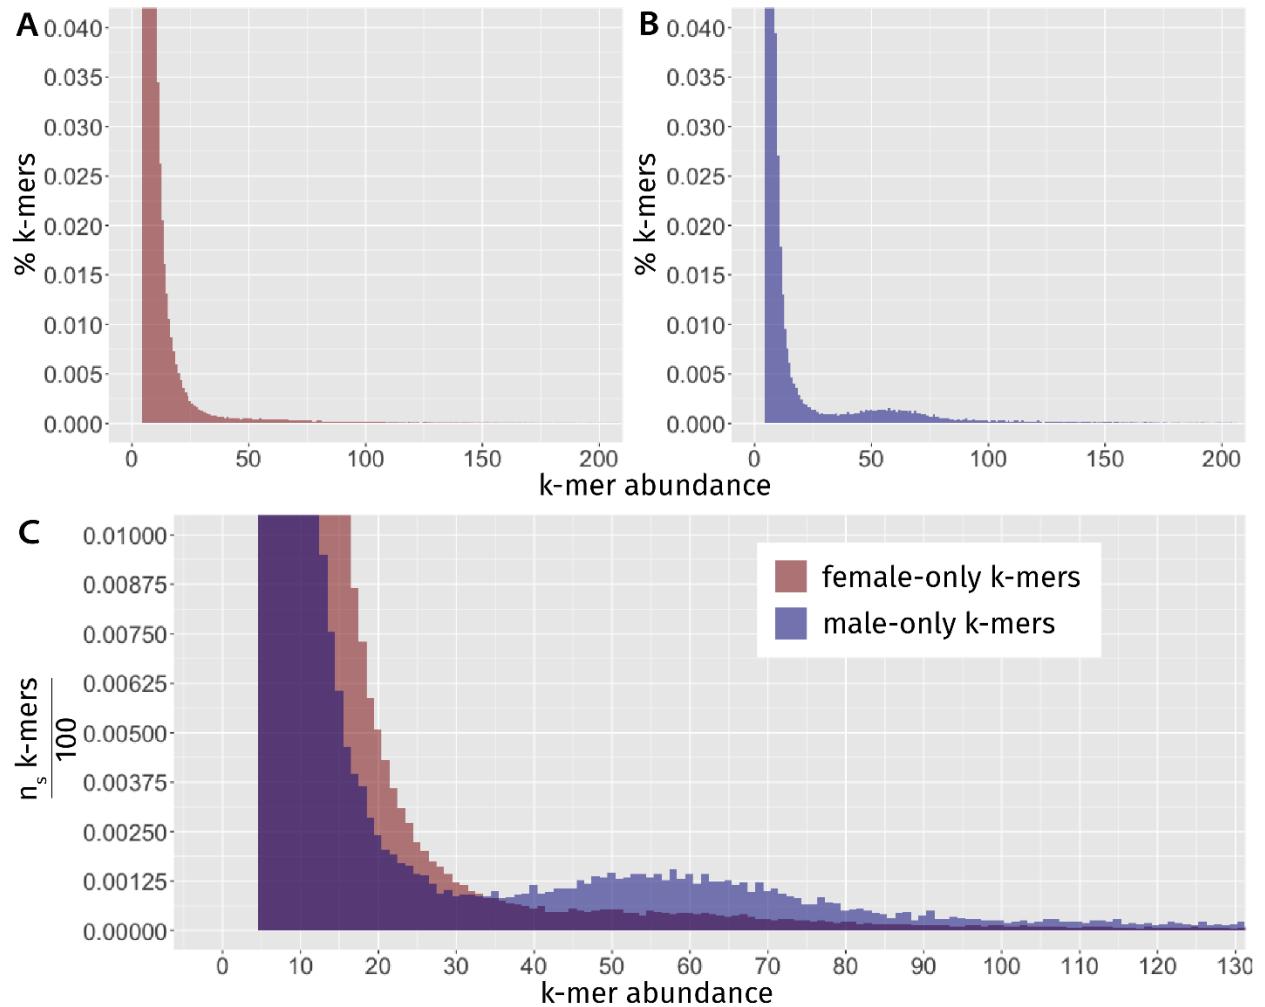 A
B
0.040
0.035
0.030
0.025
0.020
0.015
0.010
0.005
0.000
% k-mers
0 50 100 150 200
0.040
0.035
0.030
0.025
0.020
0.015
0.010
0.005
0.000
% k-mers
0 50 100 150 200
k-mer abundance
C
0.01000
0.00875
0.00750
0.00625
0.00500
0.00375
0.00250
0.00125
0.00000
nₛ k-mers
100
female-only k-mers
male-only k-mers
0 10 20 30 40 50 60 70 80 90 100 110 120 130
k-mer abundance